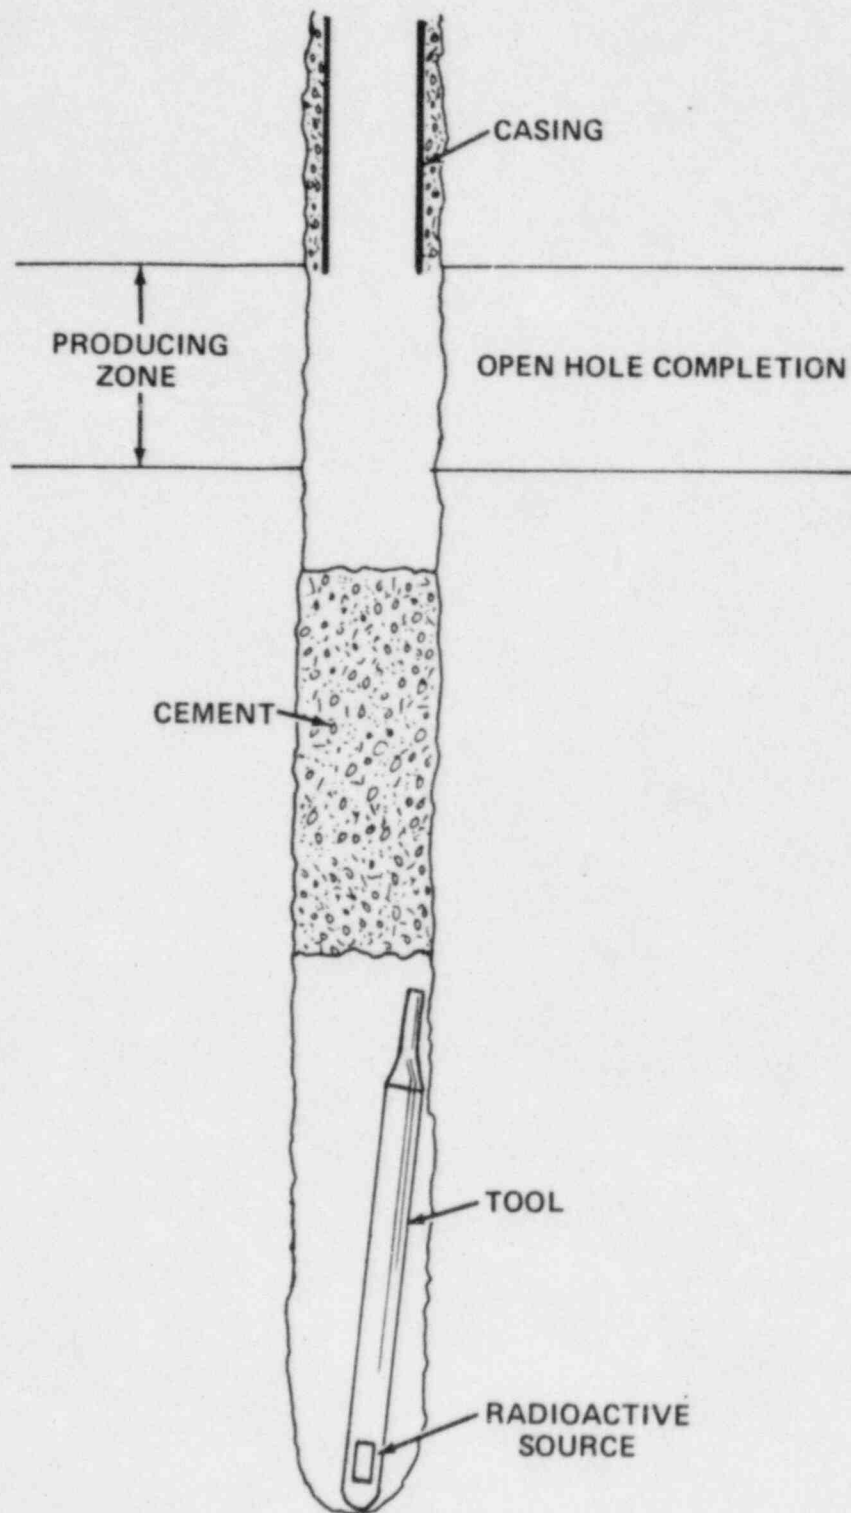 CASING
PRODUCING
ZONE
OPEN HOLE COMPLETION
CEMENT
TOOL
RADIOACTIVE
SOURCE